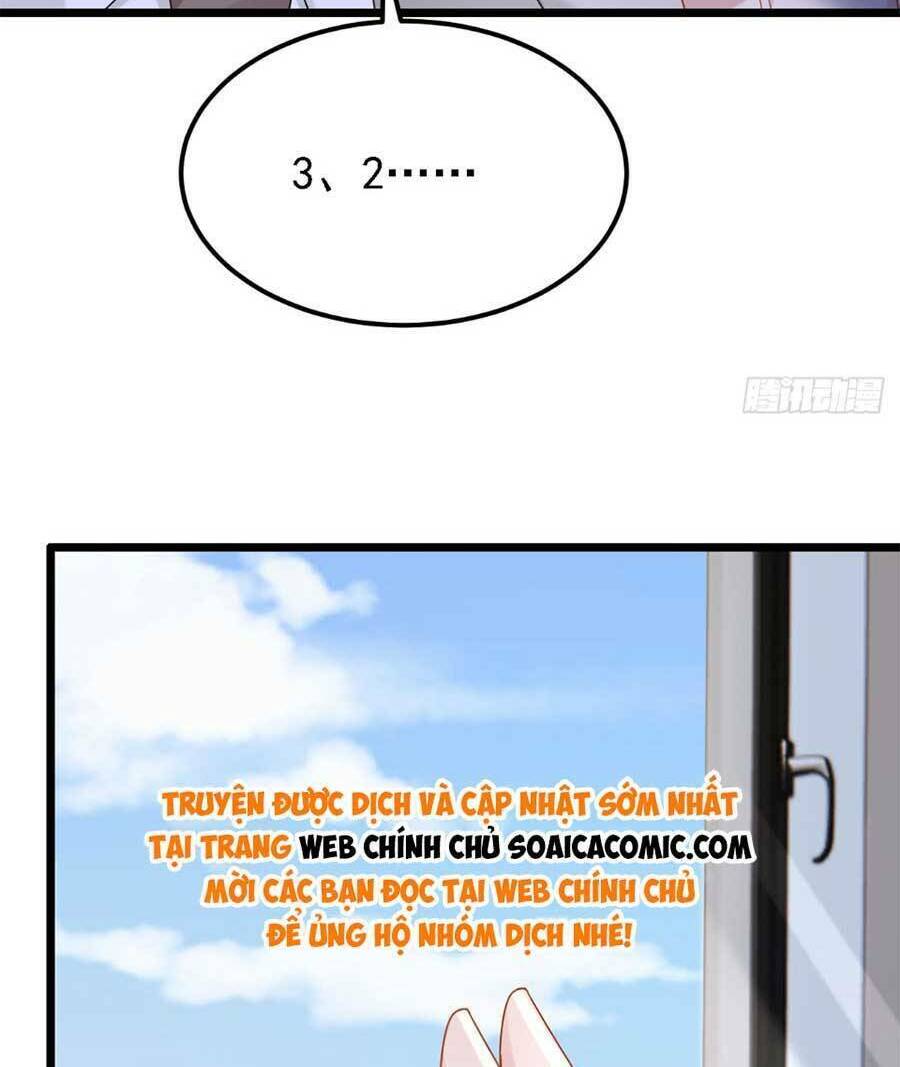 3、2……
腾讯动漫
TRUYỆN ĐƯỢC DỊCH VÀ CẬP NHẬT SỚM NHẤT
TẠI TRANG WEB CHÍNH CHỦ SOAICACOMIC.COM
MỜI CÁC BẠN ĐỌC TẠI WEB CHÍNH CHỦ
ĐỂ ỦNG HỘ NHÓM DỊCH NHÉ!